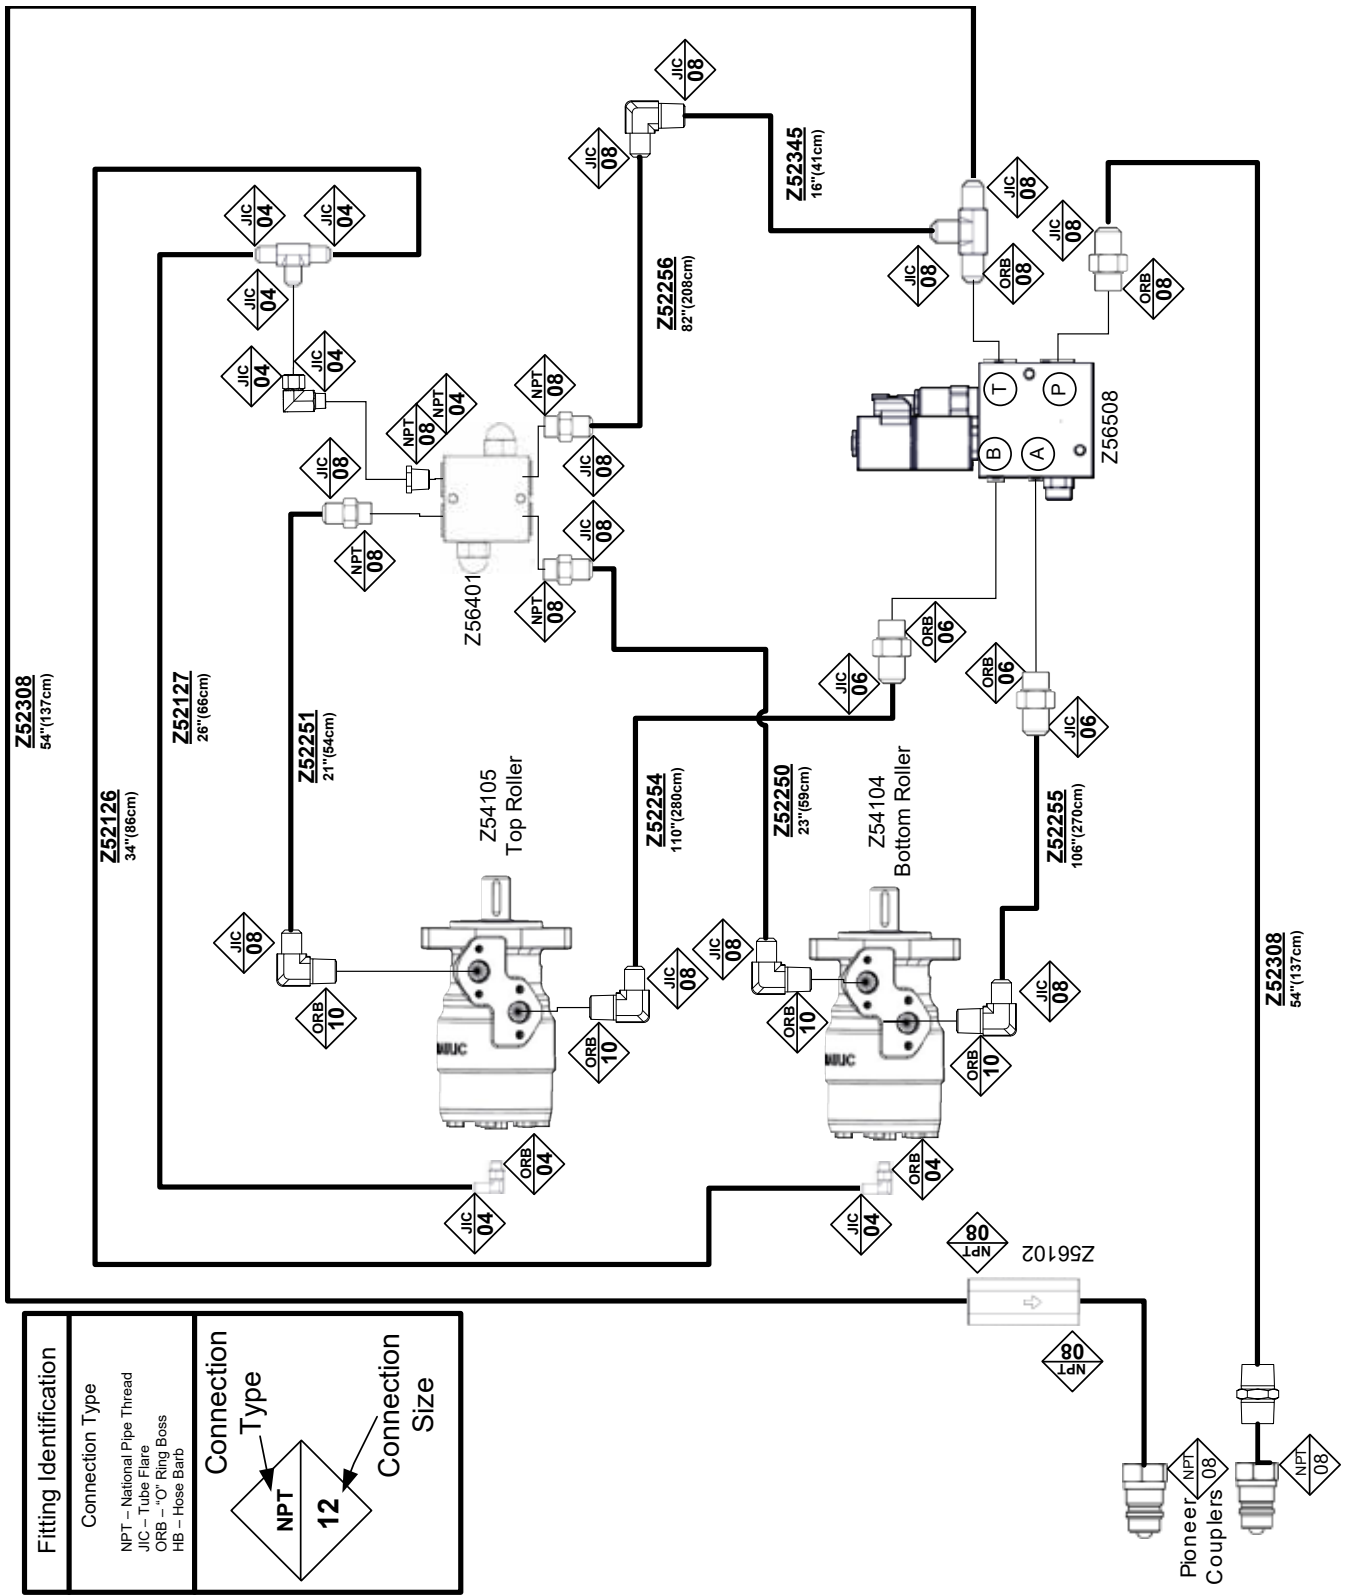 Z52308
54"(137cm)
Z52126
34"(86cm)
Z52127
26"(66cm)
Z52251
21"(54cm)
JIC
04
JIC
04
JIC
04
JIC
04
JIC
04
JIC
08
NPT
08
NPT
08
NPT
04
NPT
08
JIC
08
JIC
08
NPT
08
Z56401
JIC
08
JIC
08
Z52256
82"(208cm)
Z52345
16"(41cm)
JIC
08
JIC
08
ORB
08
JIC
08
ORB
08
T
P
B
A
Z56508
ORB
06
JIC
06
ORB
06
JIC
06
Z54105
Top Roller
Z52254
110"(280cm)
Z52250
23"(59cm)
Z54104
Bottom Roller
Z52255
106"(270cm)
Z52308
54"(137cm)
JIC
08
ORB
10
JIC
08
ORB
10
JIC
08
ORB
10
JIC
08
ORB
10
AULIC
AULIC
JIC
04
ORB
04
JIC
04
ORB
04
NPT
08
Z56102
NPT
08
Pioneer
Couplers
NPT
08
NPT
08
Fitting Identification
Connection Type
NPT – National Pipe Thread
JIC – Tube Flare
ORB – "O" Ring Boss
HB – Hose Barb
Connection
Type
NPT
12
Connection
Size